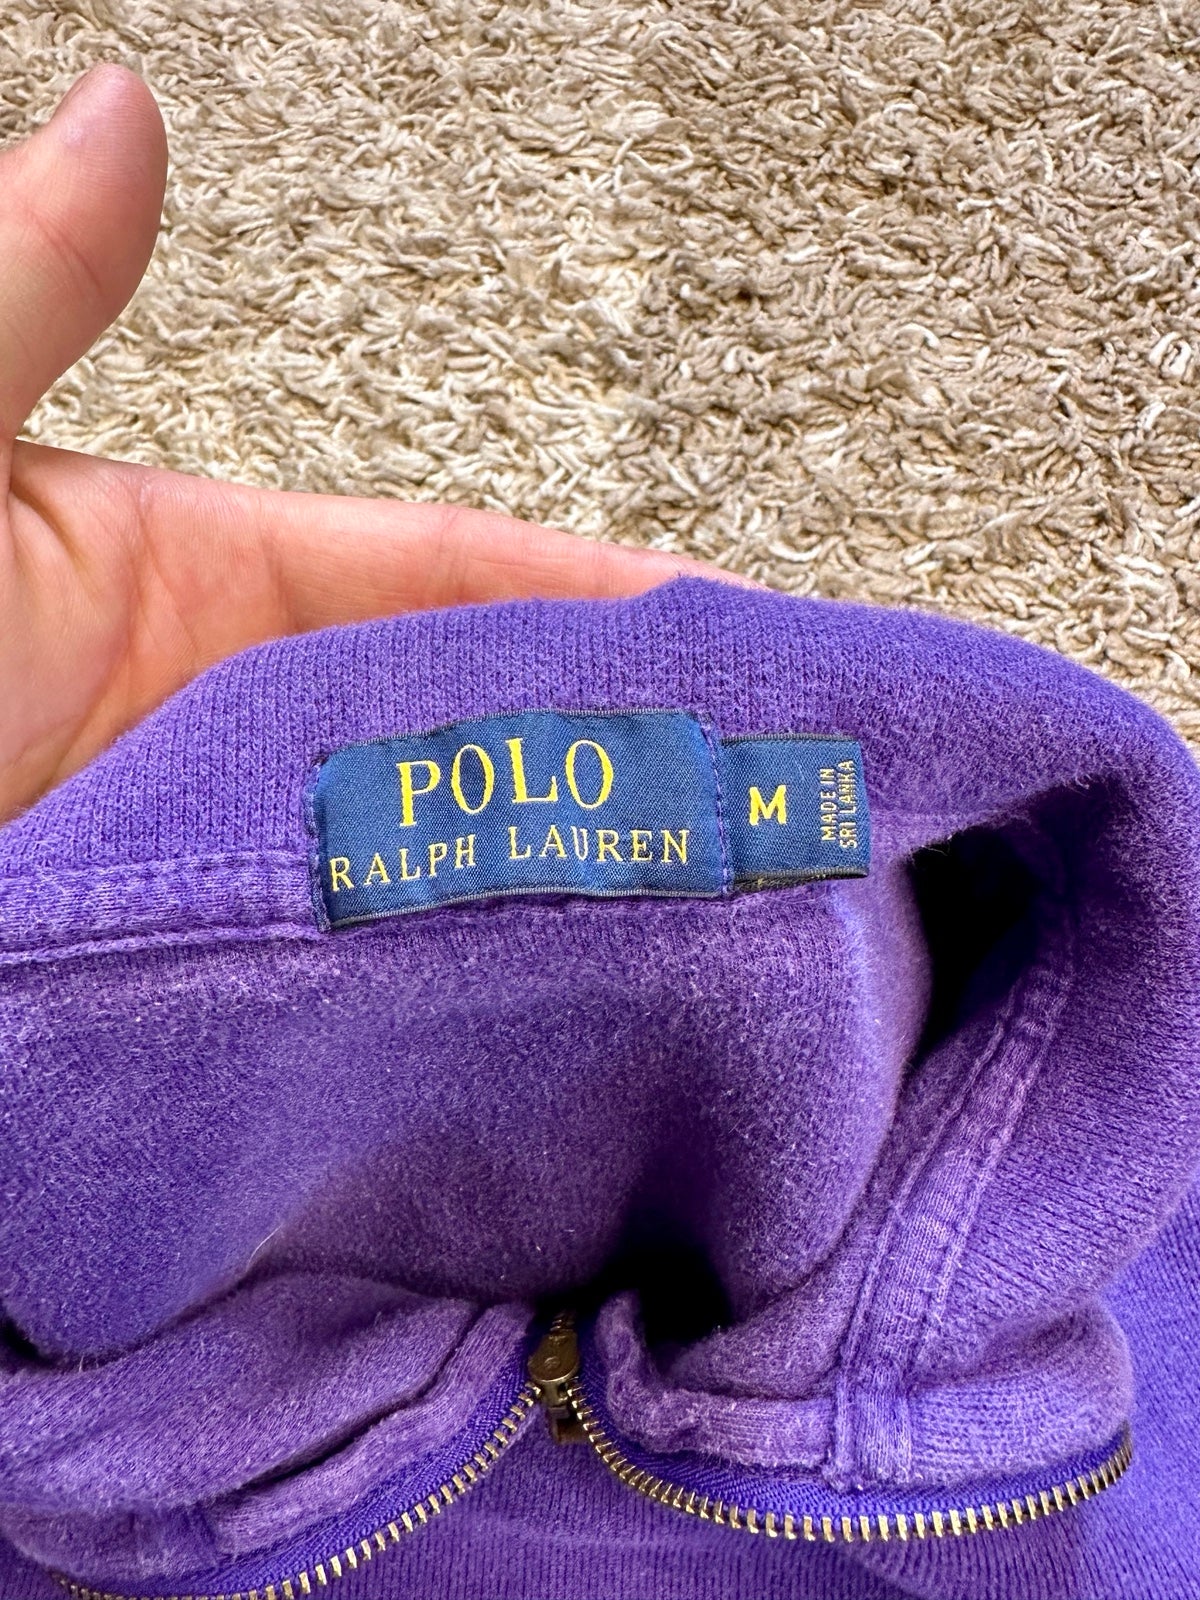 POLO
RALPH LAUREN
M
MADE IN
SRI LANKA